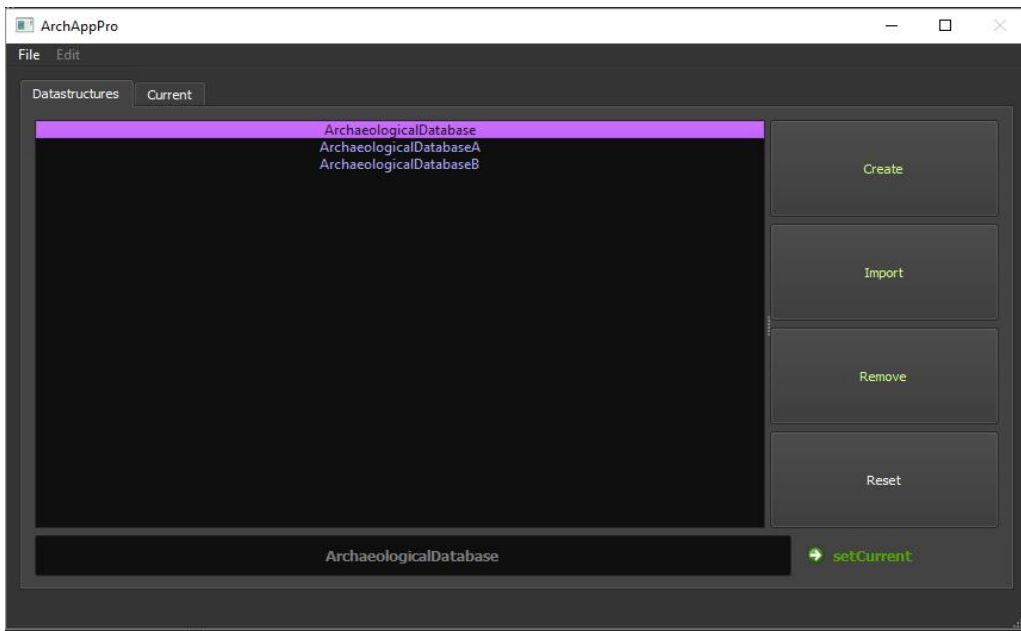 ArchAppPro
File Edit
Datastructures Current
ArchaeologicalDatabase
ArchaeologicalDatabaseA
ArchaeologicalDatabaseB
Create
Import
Remove
Reset
ArchaeologicalDatabase
setCurrent